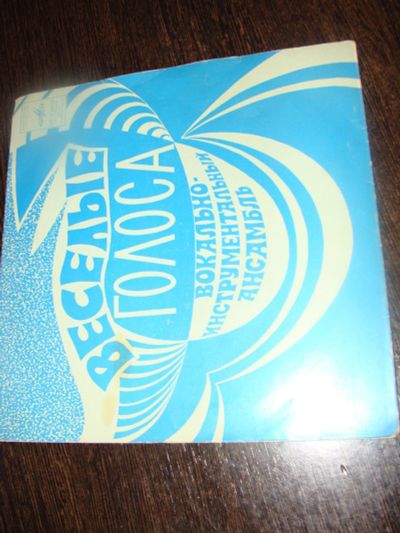 ВЕСЕЛЫЕ
ГОЛОСА
ВОКАЛЬНО-
ИНСТРУМЕНТАЛЬНЫЙ
АНСАМБЛЬ